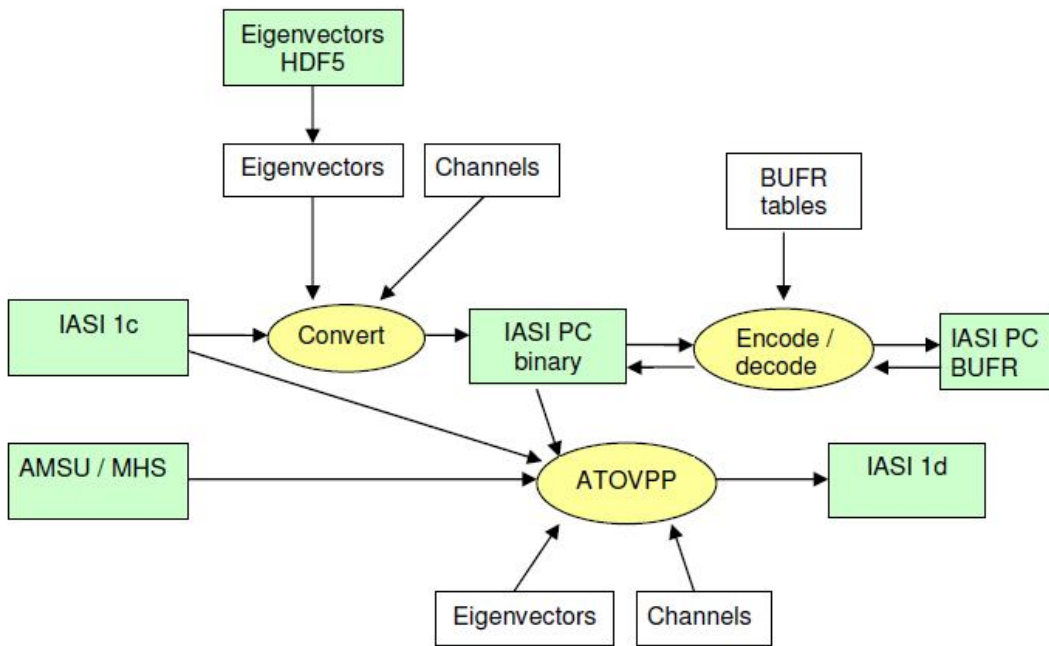 Eigenvectors
HDF5
Eigenvectors
Channels
BUFR
tables
IASI 1c
Convert
IASI PC
binary
Encode /
decode
IASI PC
BUFR
AMSU / MHS
ATOVPP
IASI 1d
Eigenvectors
Channels